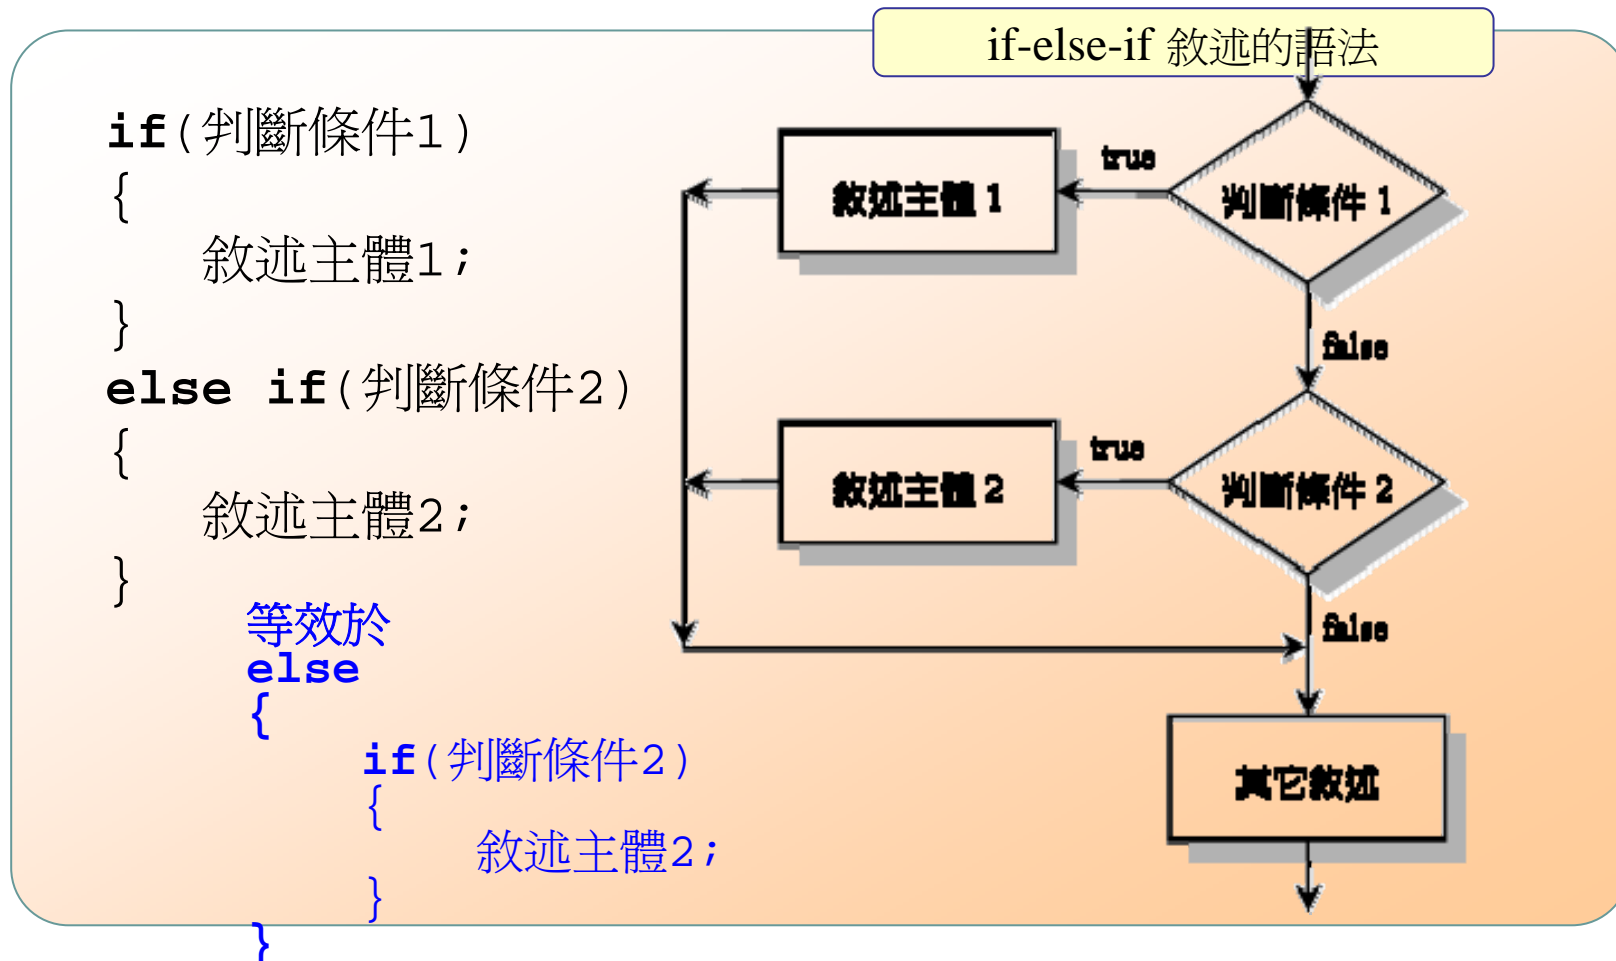 if-else-if 敘述的語法
if(判斷條件1)
{
敘述主體1;
}
else if(判斷條件2)
{
敘述主體2;
}
等效於
else
{
if(判斷條件2)
{
敘述主體2;
}
}
true
敘述主體 1
判斷條件 1
false
true
敘述主體 2
判斷條件 2
false
其它敘述